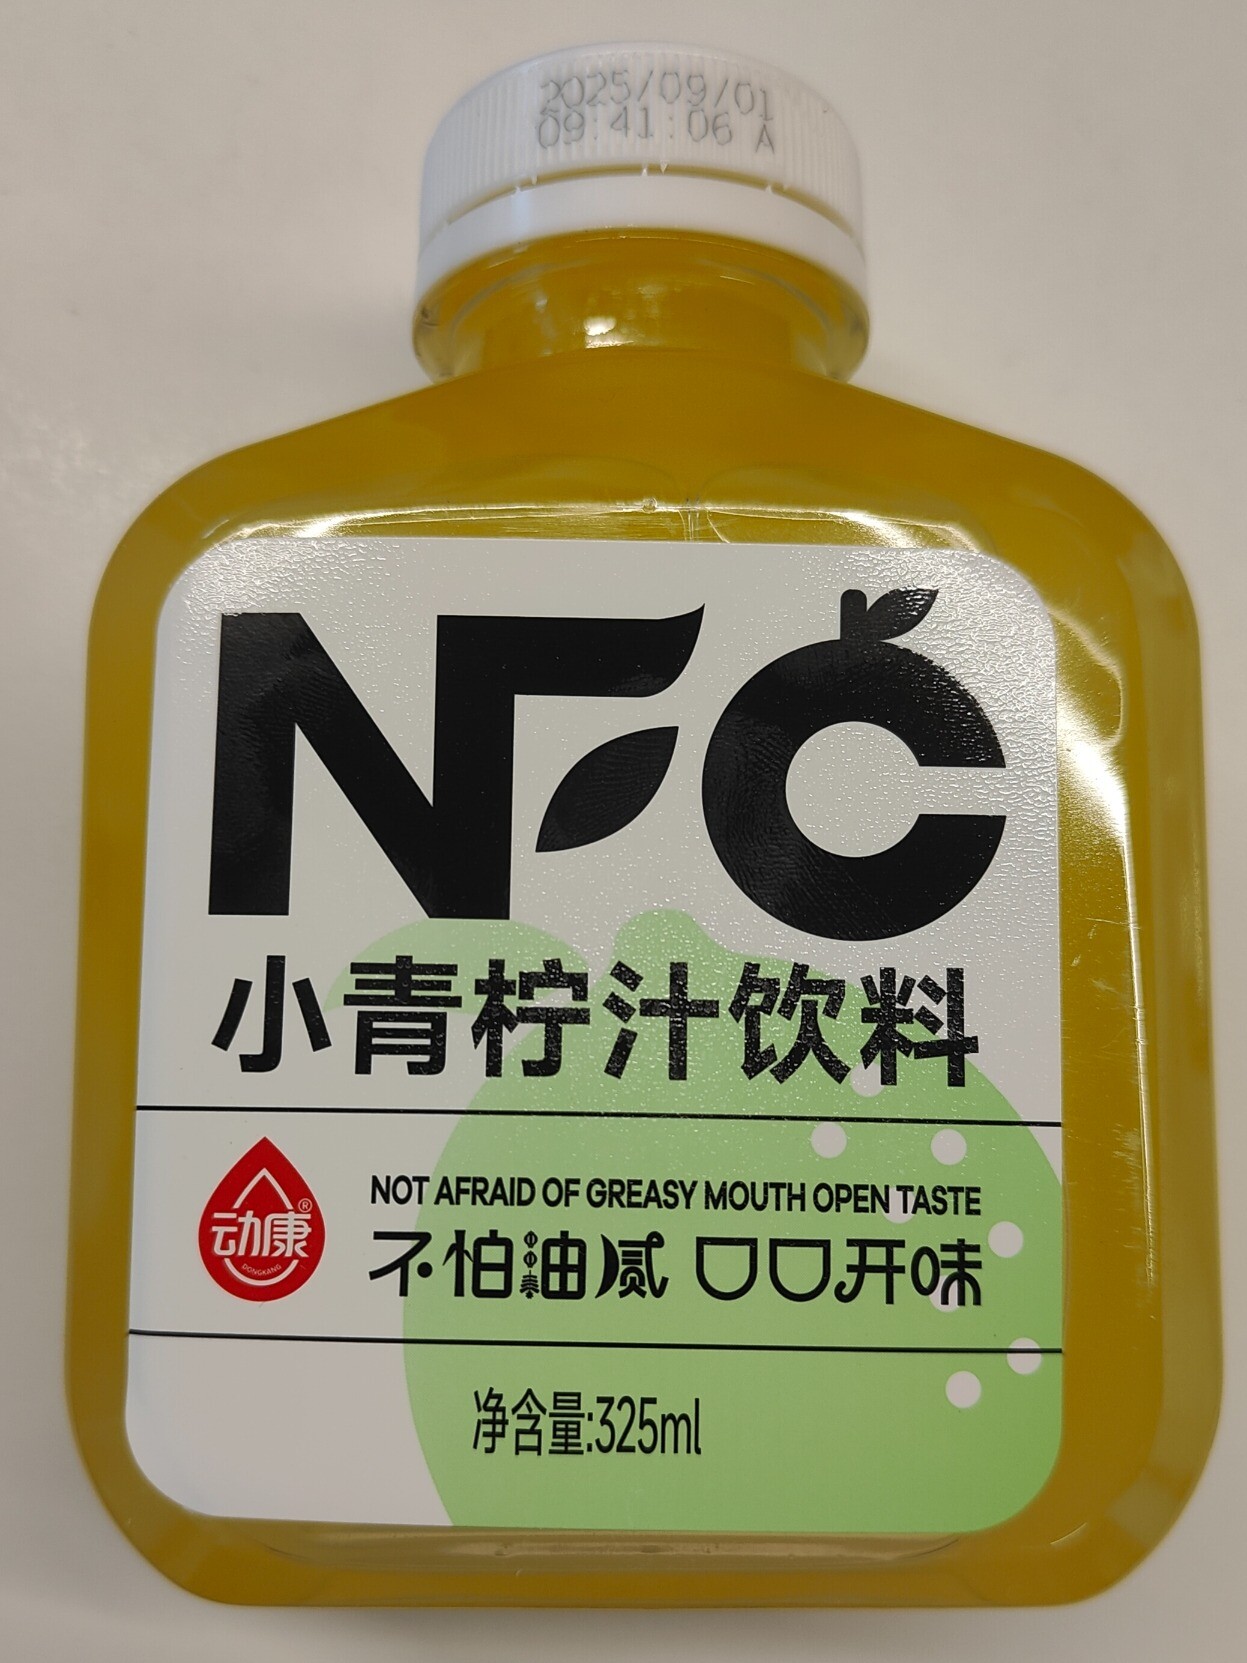 2025/09/01
09:41:06 A
NFC
小青柠汁饮料
动康®
DONGKANG
NOT AFRAID OF GREASY MOUTH OPEN TASTE
不怕油腻 口口开味
净含量:325ml